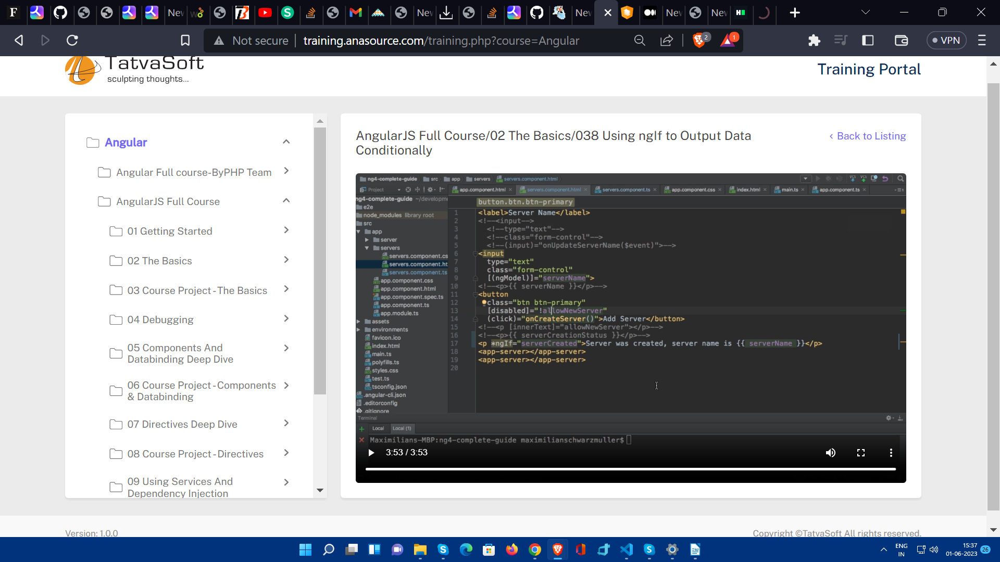 F
New
New
New
New
New
HE
Not secure
training.anasource.com/training.php?course=Angular
2
1
VPN
TatvaSoft
sculpting thoughts...
Training Portal
Angular
Angular Full course-ByPHP Team
AngularJS Full Course
01 Getting Started
02 The Basics
03 Course Project - The Basics
04 Debugging
05 Components And
Databinding Deep Dive
06 Course Project - Components
& Databinding
07 Directives Deep Dive
08 Course Project - Directives
09 Using Services And
Dependency Injection
AngularJS Full Course/02 The Basics/038 Using ngIf to Output Data
Conditionally
‹ Back to Listing
ng4-complete-guide src app servers servers.component.html
Project
app.component.html servers.component.html servers.component.ts app.component.css index.html main.ts app.component.ts
ng4-complete-guide ~/developme
e2e
node_modules library root
src
app
server
servers
servers.component.cs
servers.component.ht
servers.component.ts
app.component.css
app.component.html
app.component.spec.ts
app.component.ts
app.module.ts
assets
environments
favicon.ico
index.html
main.ts
polyfills.ts
styles.css
test.ts
tsconfig.json
.angular-cli.json
.editorconfig
.gitignore
button.btn.btn-primary
1 <label>Server Name</label>
2 <!--<input-->
3 <!--type="text"-->
4 <!--class="form-control"-->
5 <!--(input)="onUpdateServerName($event)">-->
6 <input
7 type="text"
8 class="form-control"
9 [(ngModel)]="serverName">
10 <!--<p>{{ serverName }}</p>-->
11 <button
12 class="btn btn-primary"
13 [disabled]="!allowNewServer"
14 (click)="onCreateServer()">Add Server</button>
15 <!--<p [innerText]="allowNewServer"></p>-->
16 <!--<p>{{ serverCreationStatus }}</p>-->
17 <p *ngIf="serverCreated">Server was created, server name is {{ serverName }}</p>
18 <app-server></app-server>
19 <app-server></app-server>
20
Terminal
Local Local (1)
Maximilians-MBP:ng4-complete-guide maximilianschwarzmuller$
3:53 / 3:53
Version: 1.0.0
Copyright ©TatvaSoft All rights reserved.
ENG
IN
15:37
01-06-2023
26